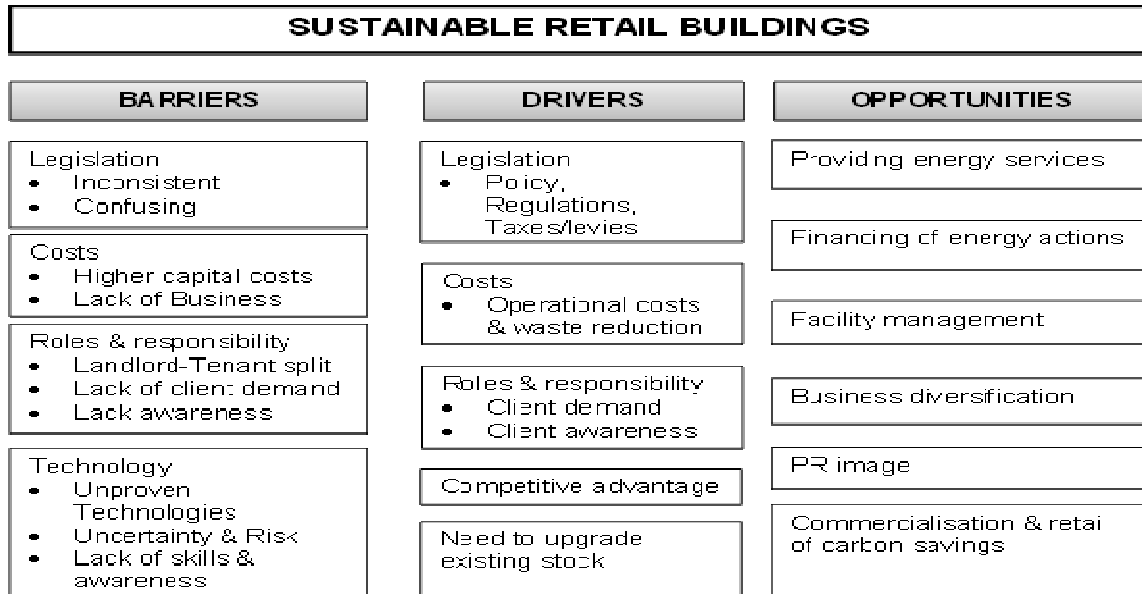 SUSTAINABLE RETAIL BUILDINGS
BARRIERS
Legislation
• Inconsistent
• Confusing
Costs
• Higher capital costs
• Lack of Business
Roles & responsibility
• Landlord-Tenant split
• Lack of client demand
• Lack awareness
Technology
• Unproven
Technologies
• Uncertainty & Risk
• Lack of skills &
awareness
DRIVERS
Legislation
• Policy,
Regulations,
Taxes/levies
Costs
• Operational costs
& waste reduction
Roles & responsibility
• Client demand
• Client awareness
Competitive advantage
Need to upgrade
existing stock
OPPORTUNITIES
Providing energy services
Financing of energy actions
Facility management
Business diversification
PR image
Commercialisation & retai
of carbon savings